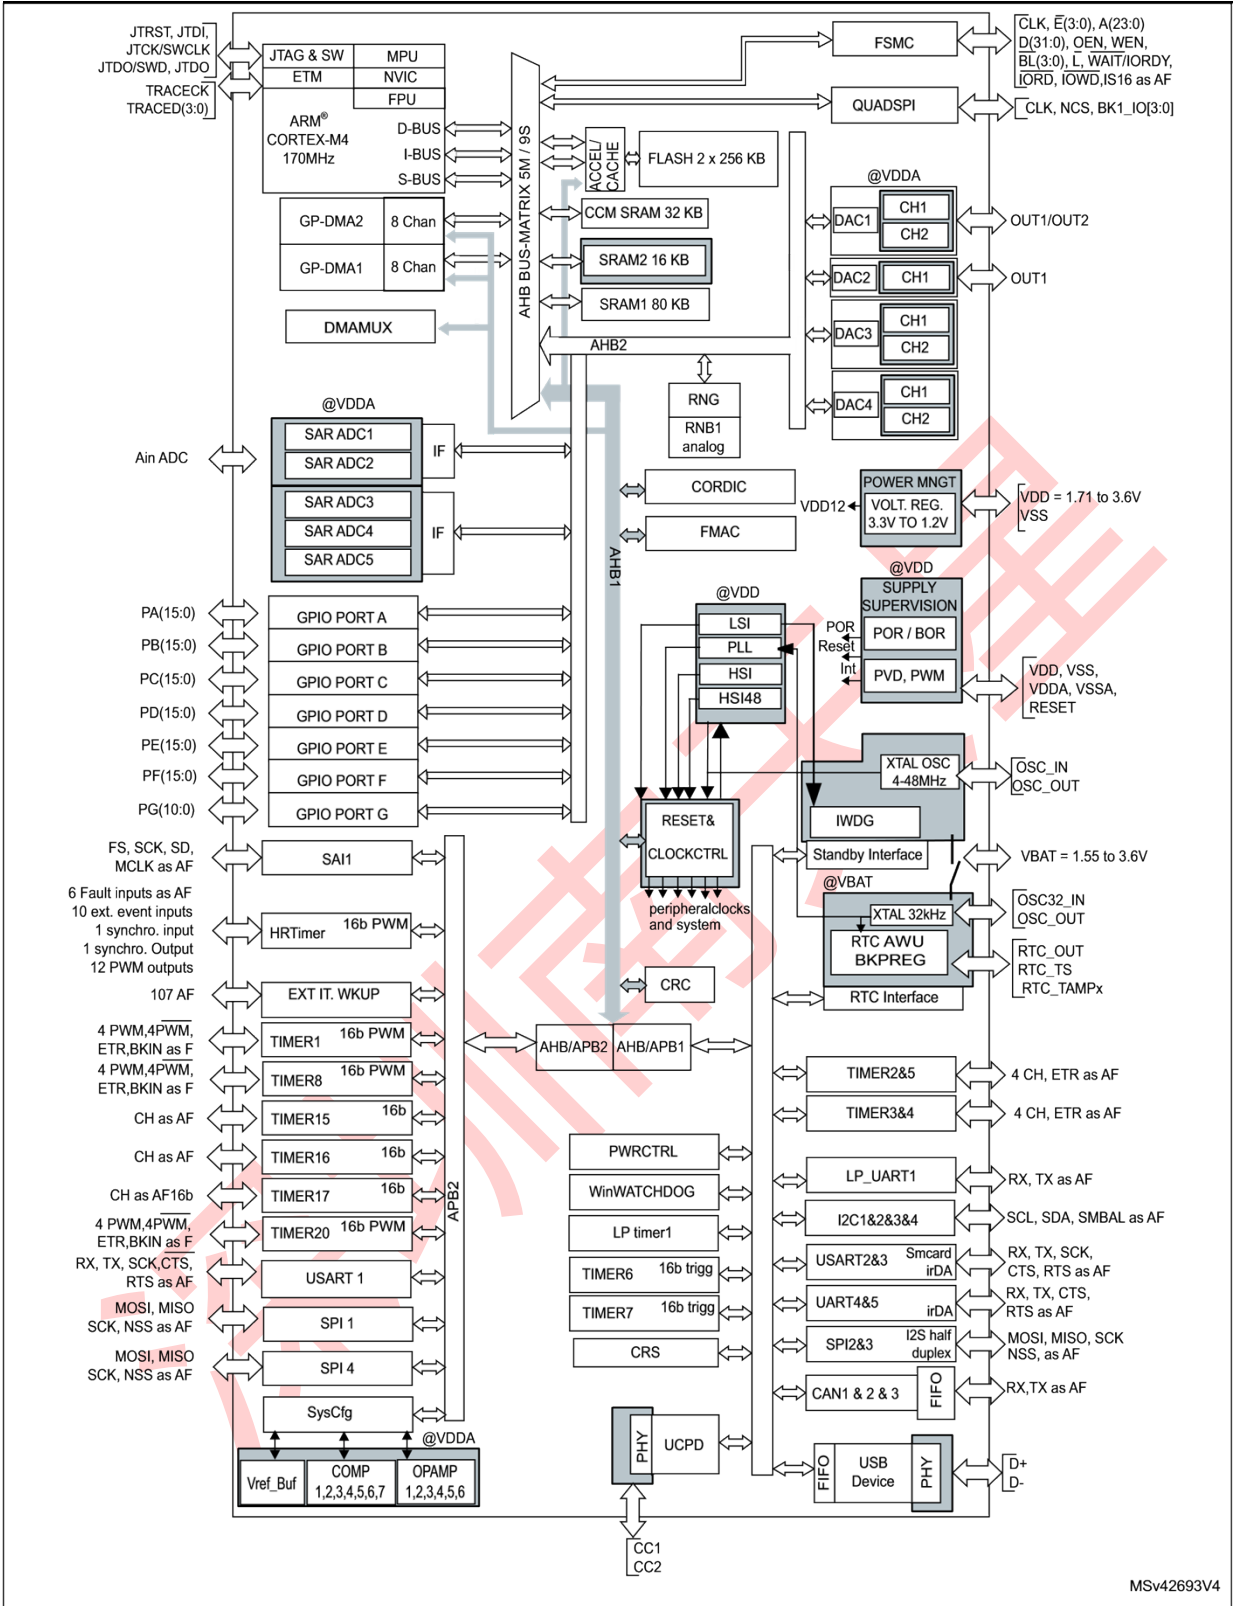 JTRST, JTDI,
JTCK/SWCLK
JTDO/SWD, JTDO
TRACECK
TRACED(3:0)
JTAG & SW
MPU
ETM
NVIC
FPU
ARM®
CORTEX-M4
170MHz
D-BUS
I-BUS
S-BUS
GP-DMA2
8 Chan
GP-DMA1
8 Chan
DMAMUX
AHB BUS-MATRIX 5M / 9S
ACCEL/
CACHE
FLASH 2 x 256 KB
CCM SRAM 32 KB
SRAM2 16 KB
SRAM1 80 KB
AHB2
RNG
RNB1
analog
FSMC
CLK, E(3:0), A(23:0)
D(31:0), OEN, WEN,
BL(3:0), L, WAIT/IORDY,
IORD, IOWD,IS16 as AF
QUADSPI
CLK, NCS, BK1_IO[3:0]
@VDDA
DAC1
CH1
CH2
OUT1/OUT2
DAC2
CH1
OUT1
DAC3
CH1
CH2
DAC4
CH1
CH2
@VDDA
Ain ADC
SAR ADC1
SAR ADC2
IF
SAR ADC3
SAR ADC4
SAR ADC5
IF
CORDIC
FMAC
AHB1
POWER MNGT
VDD12
VOLT. REG.
3.3V TO 1.2V
VDD = 1.71 to 3.6V
VSS
@VDD
SUPPLY
SUPERVISION
POR
Reset
Int
POR / BOR
PVD, PWM
VDD, VSS,
VDDA, VSSA,
RESET
@VDD
LSI
PLL
HSI
HSI48
PA(15:0)
GPIO PORT A
PB(15:0)
GPIO PORT B
PC(15:0)
GPIO PORT C
PD(15:0)
GPIO PORT D
PE(15:0)
GPIO PORT E
PF(15:0)
GPIO PORT F
PG(10:0)
GPIO PORT G
XTAL OSC
4-48MHz
OSC_IN
OSC_OUT
IWDG
Standby Interface
VBAT = 1.55 to 3.6V
@VBAT
XTAL 32kHz
OSC32_IN
OSC_OUT
RTC AWU
BKPREG
RTC_OUT
RTC_TS
RTC_TAMPx
RTC Interface
RESET&
CLOCKCTRL
peripheralclocks
and system
CRC
AHB/APB2
AHB/APB1
FS, SCK, SD,
MCLK as AF
SAI1
6 Fault inputs as AF
10 ext. event inputs
1 synchro. input
1 synchro. Output
12 PWM outputs
HRTimer
16b PWM
107 AF
EXT IT. WKUP
4 PWM,4PWM,
ETR,BKIN as F
TIMER1
16b PWM
4 PWM,4PWM,
ETR,BKIN as F
TIMER8
16b PWM
CH as AF
TIMER15
16b
CH as AF
TIMER16
16b
CH as AF16b
TIMER17
16b
4 PWM,4PWM,
ETR,BKIN as F
TIMER20
16b PWM
RX, TX, SCK,CTS,
RTS as AF
USART 1
MOSI, MISO
SCK, NSS as AF
SPI 1
MOSI, MISO
SCK, NSS as AF
SPI 4
SysCfg
APB2
@VDDA
Vref_Buf
COMP
1,2,3,4,5,6,7
OPAMP
1,2,3,4,5,6
PWRCTRL
WinWATCHDOG
LP timer1
TIMER6
16b trigg
TIMER7
16b trigg
CRS
PHY
UCPD
CC1
CC2
TIMER2&5
4 CH, ETR as AF
TIMER3&4
4 CH, ETR as AF
LP_UART1
RX, TX as AF
I2C1&2&3&4
SCL, SDA, SMBAL as AF
USART2&3
Smcard
irDA
RX, TX, SCK,
CTS, RTS as AF
UART4&5
irDA
RX, TX, CTS,
RTS as AF
SPI2&3
I2S half
duplex
MOSI, MISO, SCK
NSS, as AF
CAN1 & 2 & 3
FIFO
RX,TX as AF
FIFO
USB
Device
PHY
D+
D-
MSv42693V4
深圳南天星